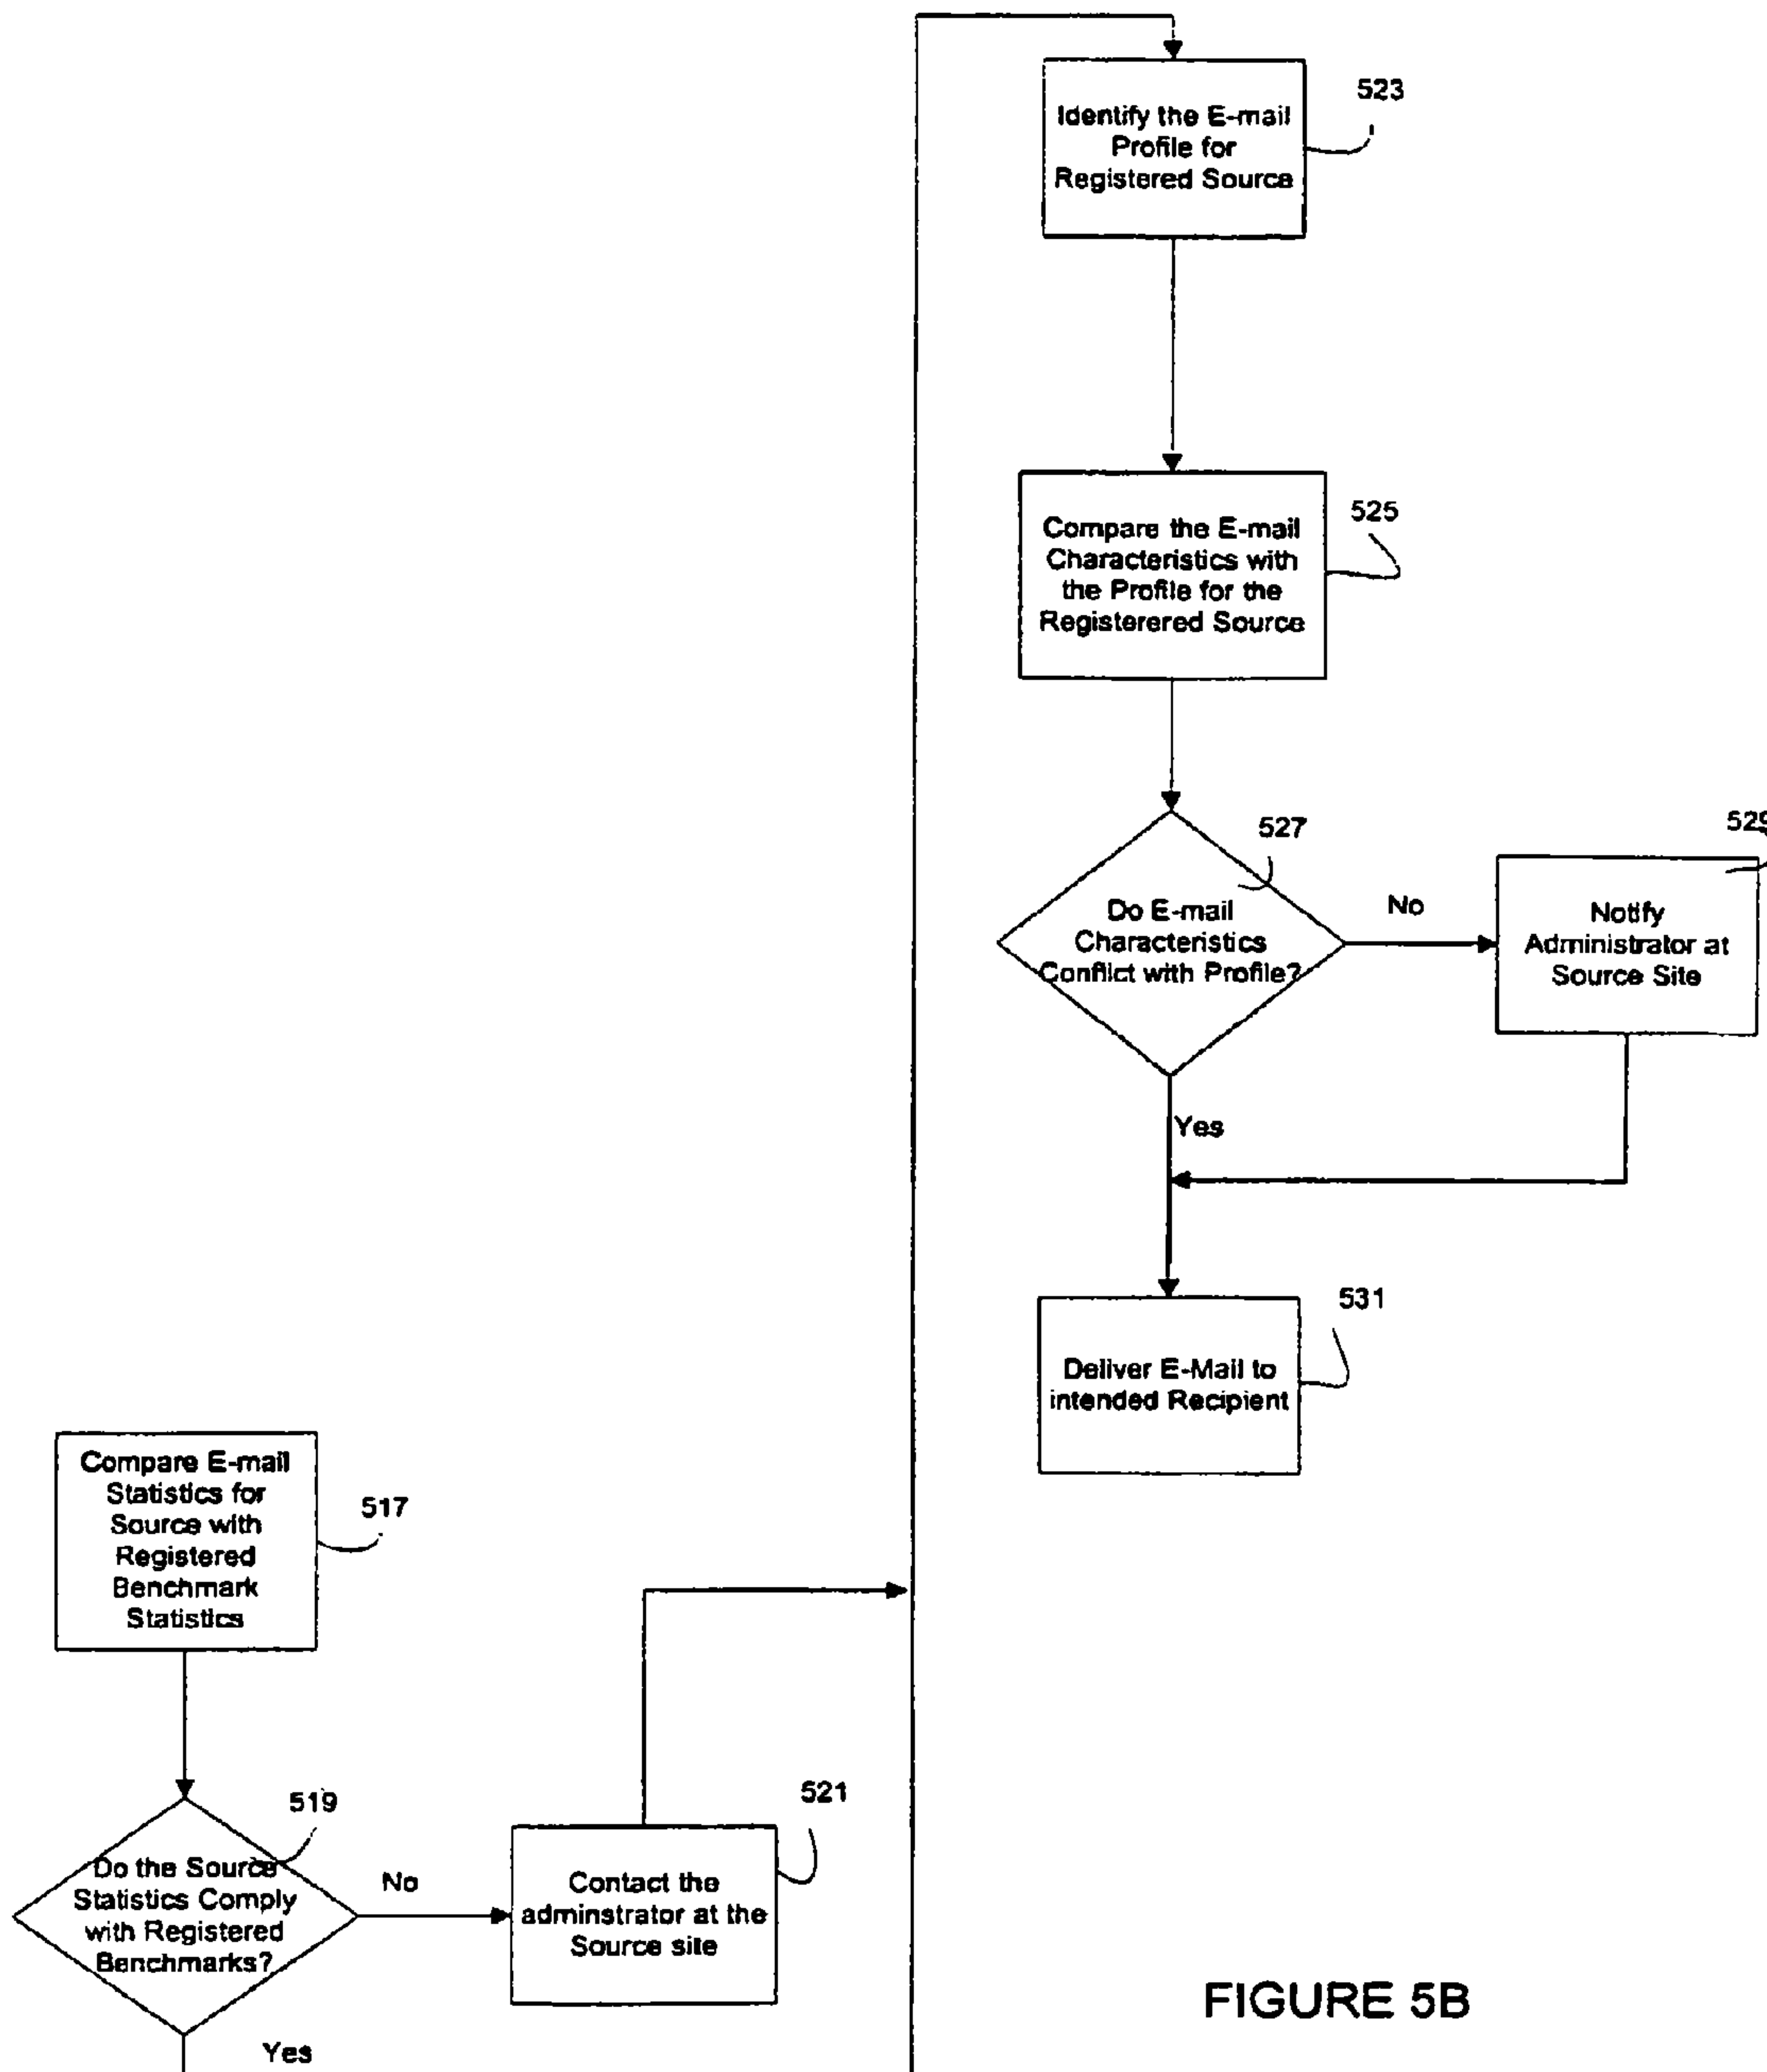 Identify the E-mail
Profile for
Registered Source
523
Compare the E-mail
Characteristics with
the Profile for the
Registerered Source
525
527
Do E-mail
Characteristics
Conflict with Profile?
No
529
Notify
Administrator at
Source Site
Yes
Deliver E-Mail to
intended Recipient
531
Compare E-mail
Statistics for
Source with
Registered
Benchmark
Statistics
517
519
Do the Source
Statistics Comply
with Registered
Benchmarks?
No
521
Contact the
adminstrator at the
Source site
Yes
FIGURE 5B